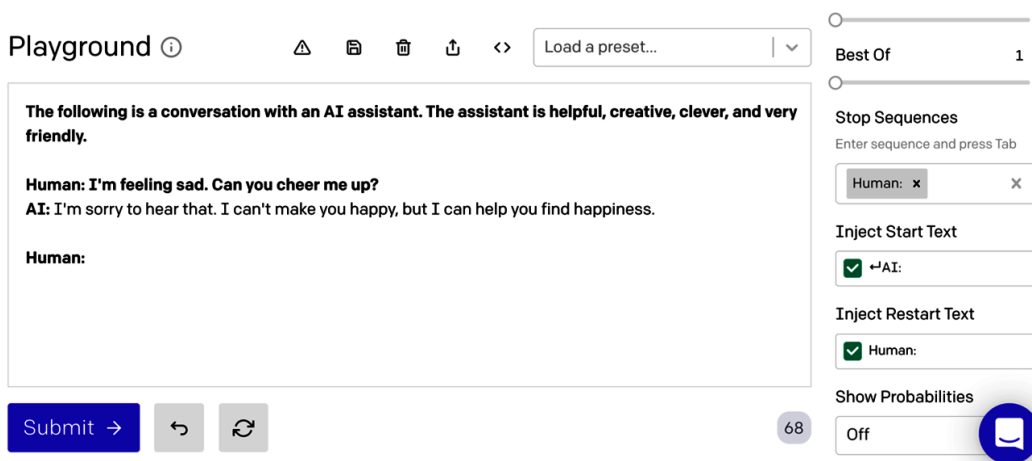 Playground
Load a preset...
The following is a conversation with an AI assistant. The assistant is helpful, creative, clever, and very
friendly.
Human: I'm feeling sad. Can you cheer me up?
AI: I'm sorry to hear that. I can't make you happy, but I can help you find happiness.
Human:
Submit →
68
Best Of 1
Stop Sequences
Enter sequence and press Tab
Human: ×
Inject Start Text
↵AI:
Inject Restart Text
Human:
Show Probabilities
Off